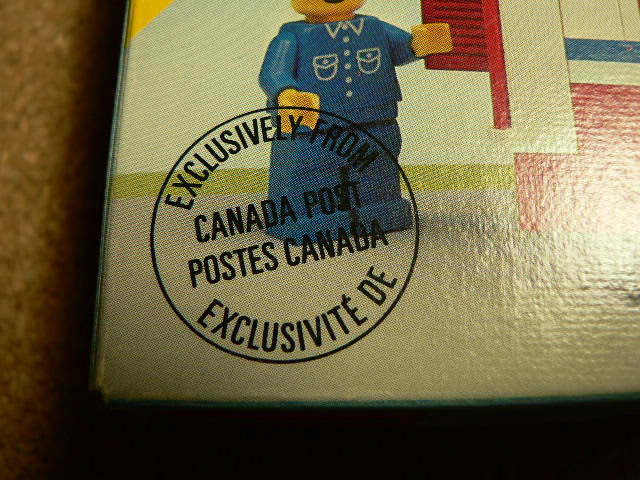 EXCLUSIVELY FROM
CANADA POST
POSTES CANADA
EXCLUSIVITÉ DE